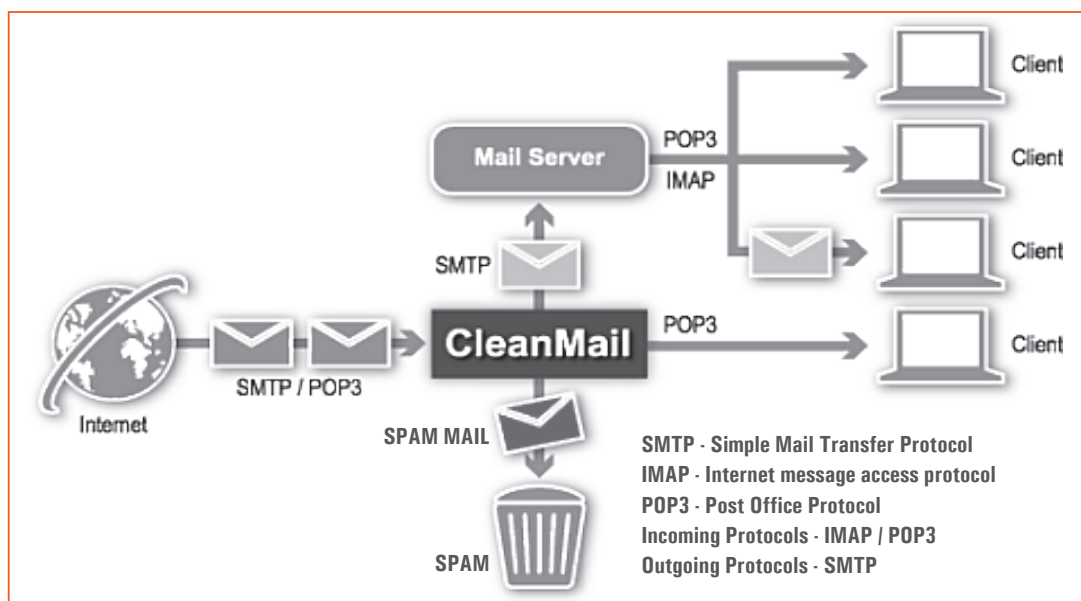 Client
Mail Server
POP3
IMAP
Client
SMTP
Client
CleanMail
POP3
Client
SMTP / POP3
Internet
SPAM MAIL
SPAM
SMTP - Simple Mail Transfer Protocol
IMAP - Internet message access protocol
POP3 - Post Office Protocol
Incoming Protocols - IMAP / POP3
Outgoing Protocols - SMTP